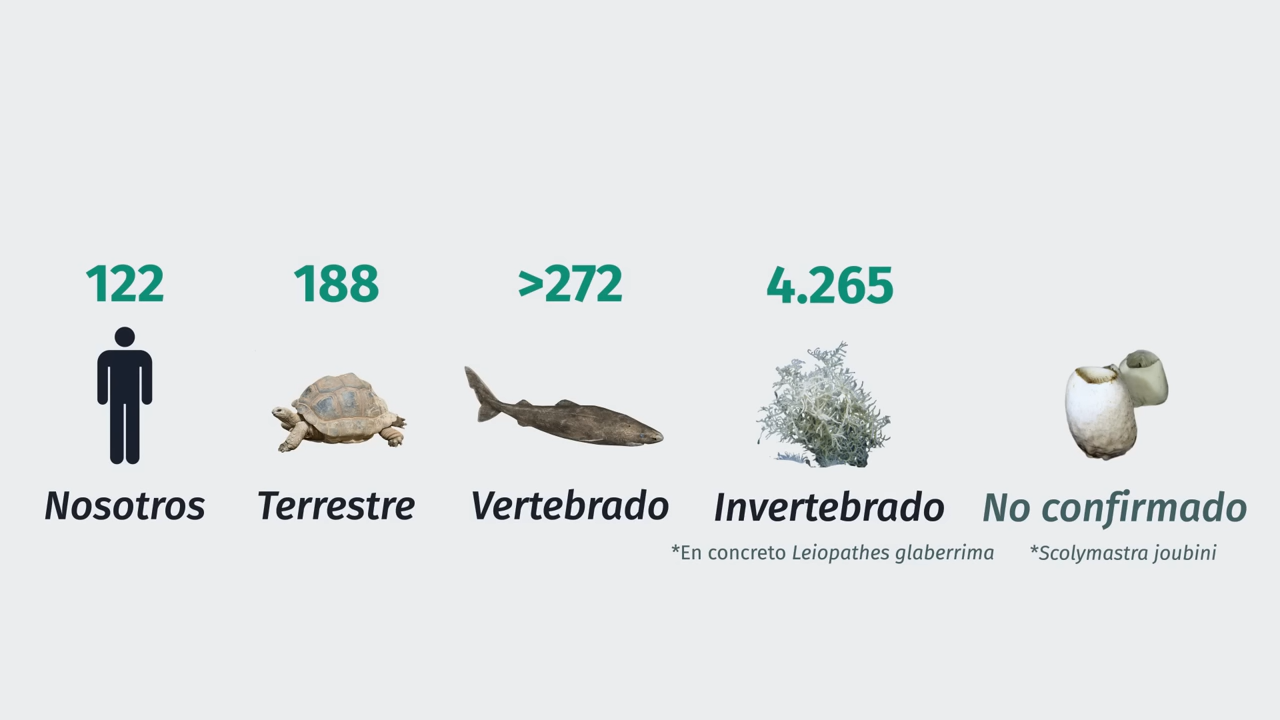 122 188 >272 4.265
Nosotros Terrestre Vertebrado Invertebrado No confirmado
*En concreto Leiopathes glaberrima *Scolymastra joubini